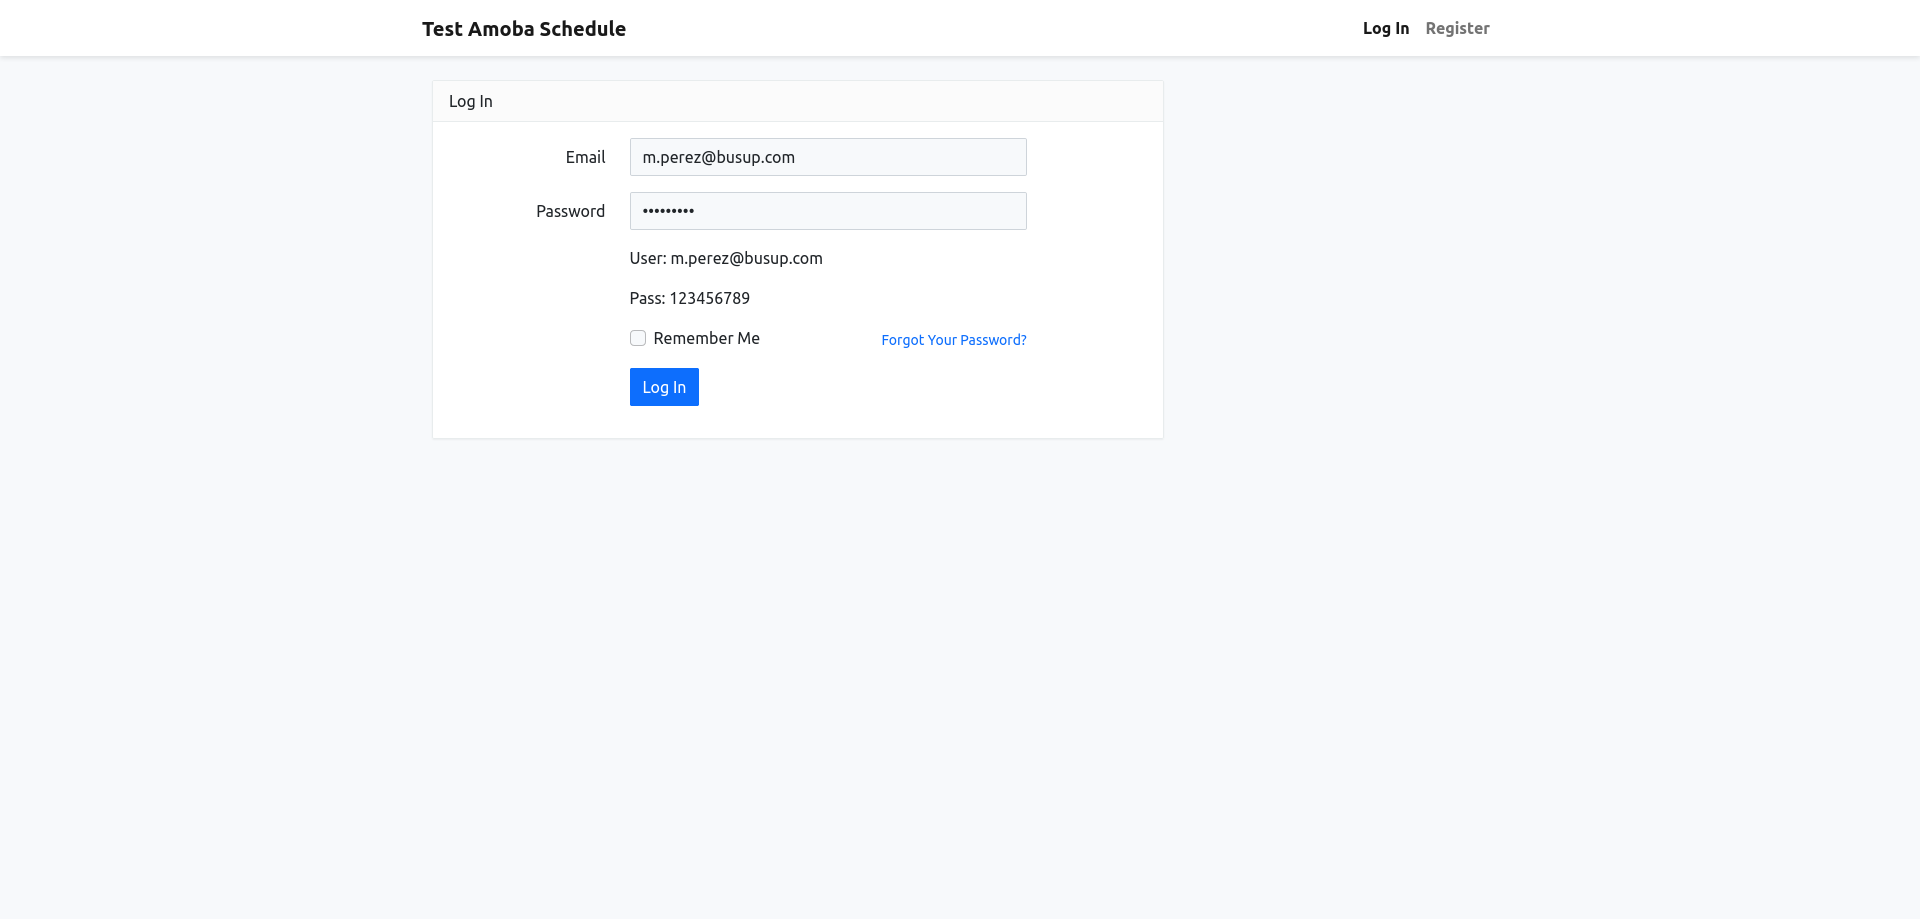 Test Amoba Schedule
Log In Register
Log In
Email m.perez@busup.com
Password •••••••••
User: m.perez@busup.com
Pass: 123456789
Remember Me Forgot Your Password?
Log In